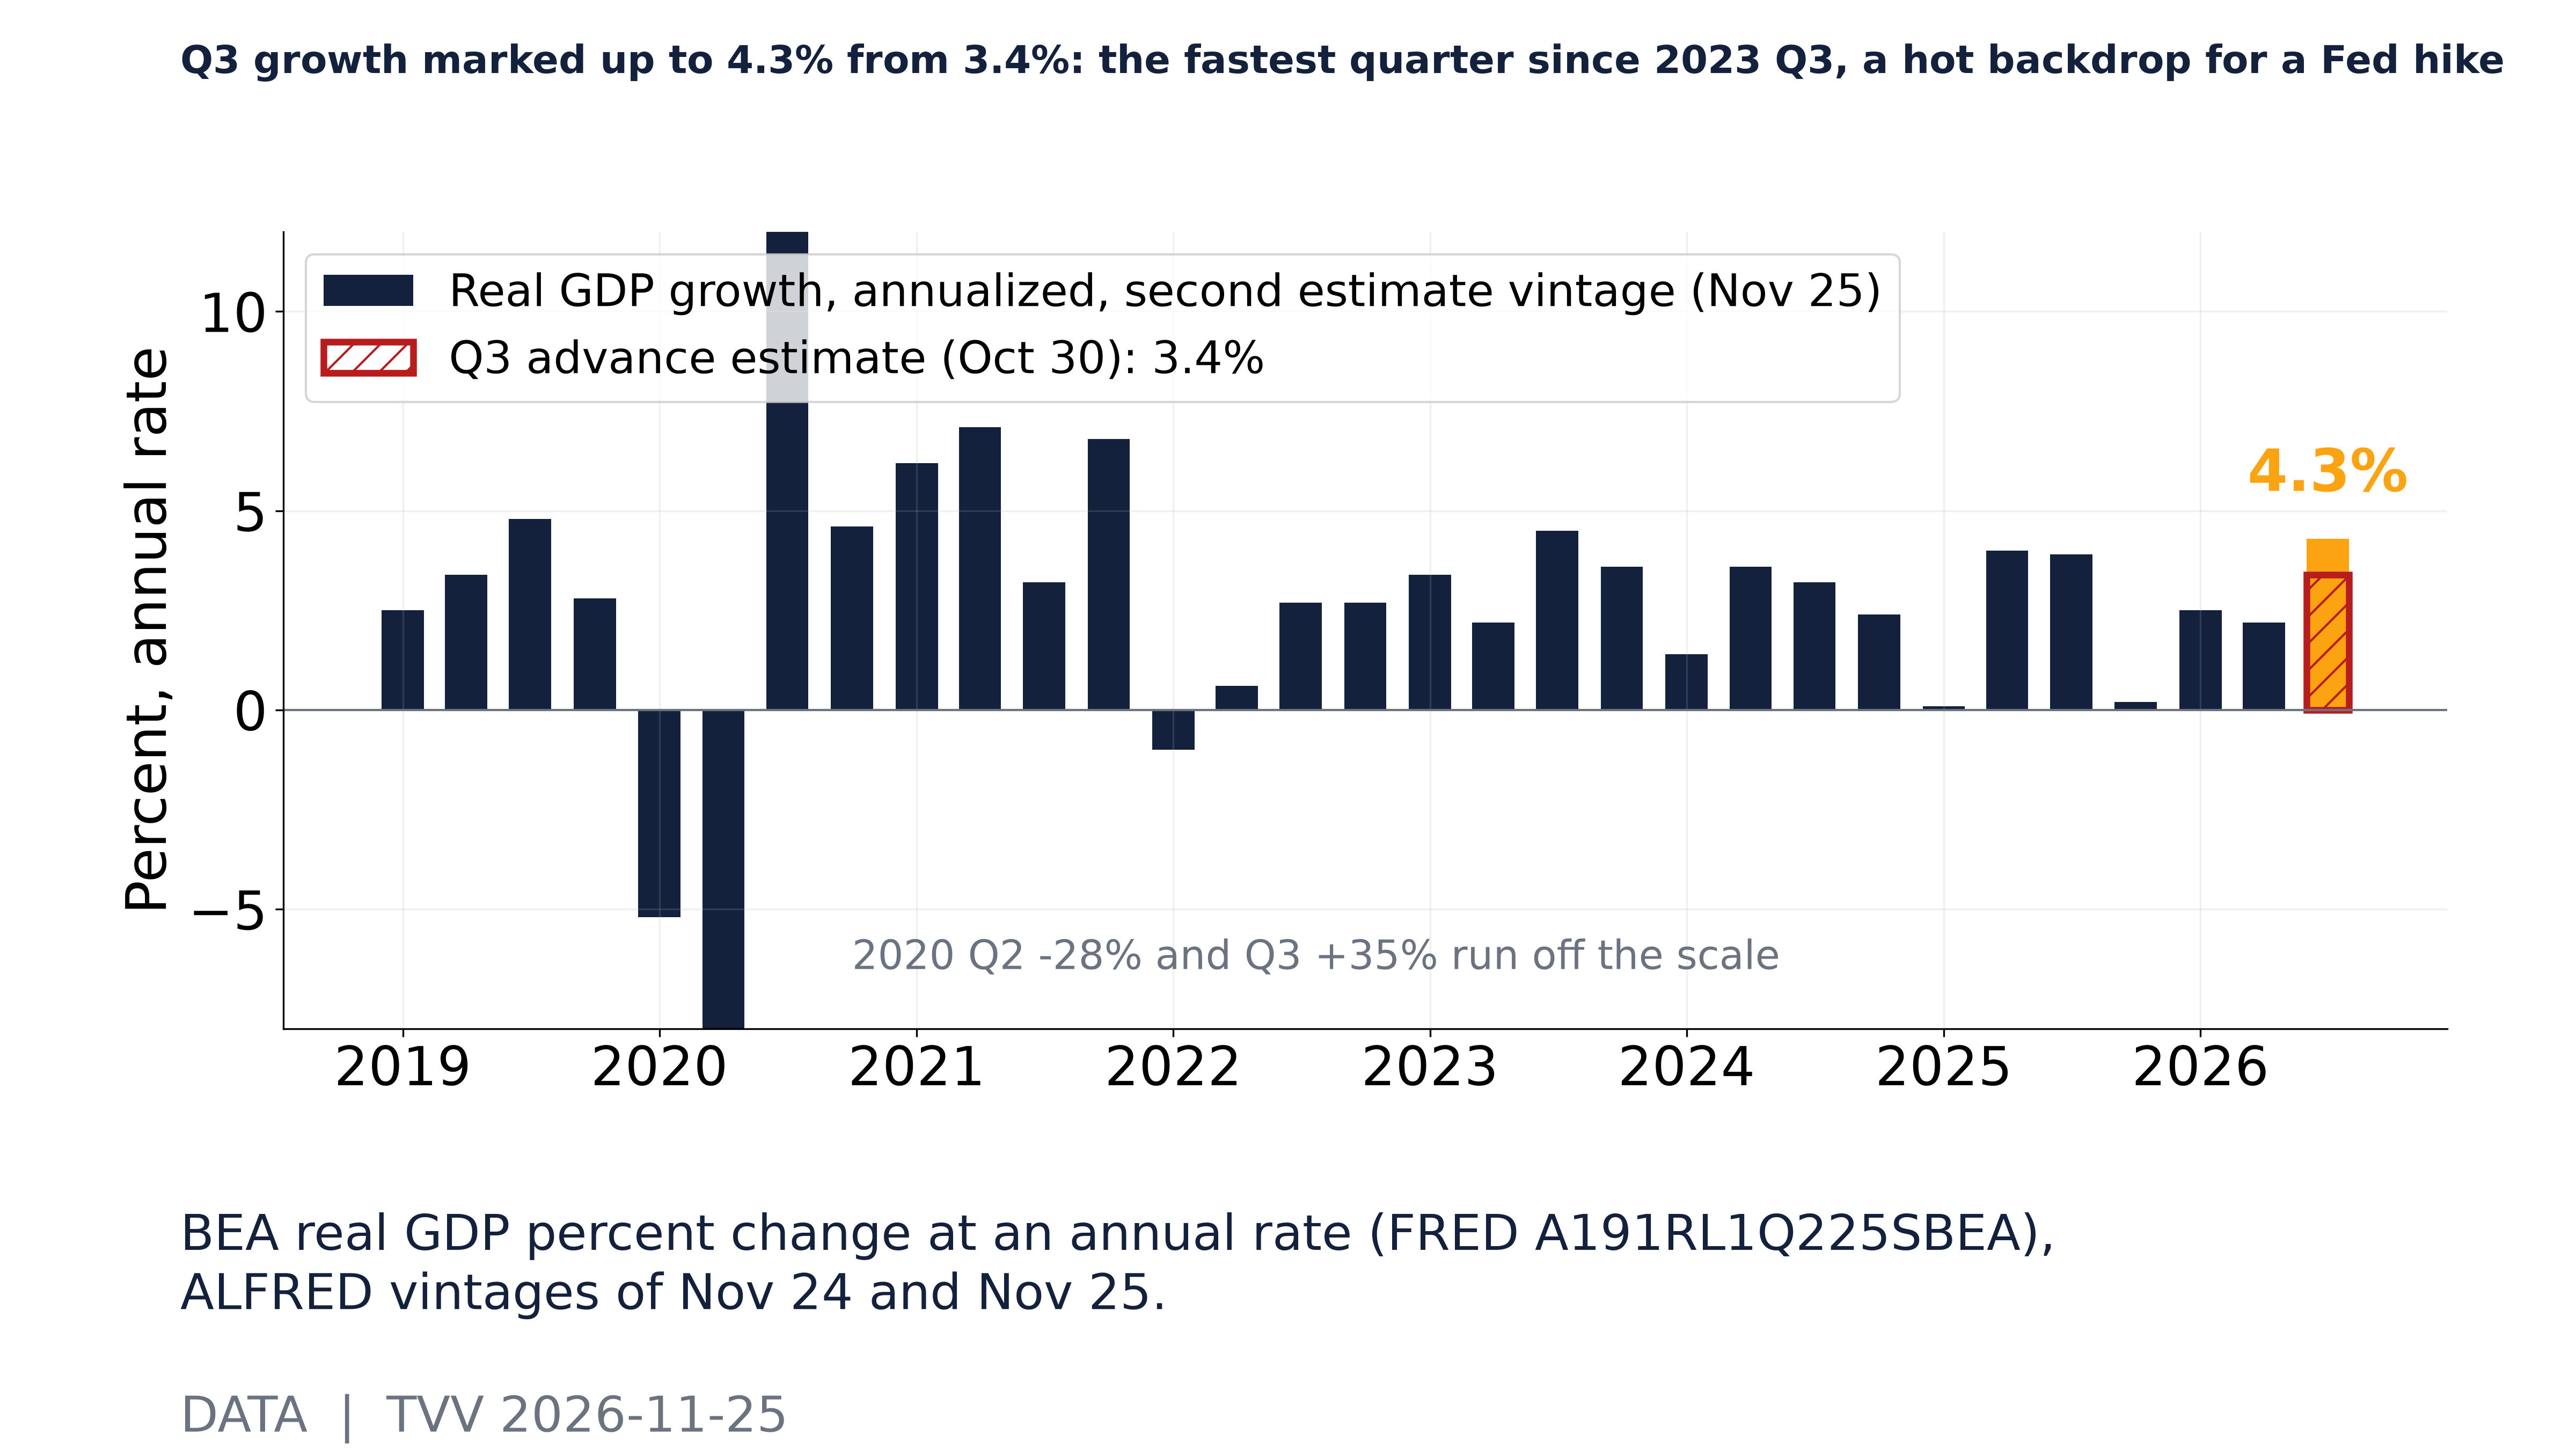 Q3 growth marked up to 4.3% from 3.4%: the fastest quarter since 2023 Q3, a hot backdrop for a Fed hike
Real GDP growth, annualized, second estimate vintage (Nov 25)
Q3 advance estimate (Oct 30): 3.4%
Percent, annual rate
10
5
0
−5
4.3%
2020 Q2 -28% and Q3 +35% run off the scale
2019 2020 2021 2022 2023 2024 2025 2026
BEA real GDP percent change at an annual rate (FRED A191RL1Q225SBEA),
ALFRED vintages of Nov 24 and Nov 25.
DATA | TVV 2026-11-25